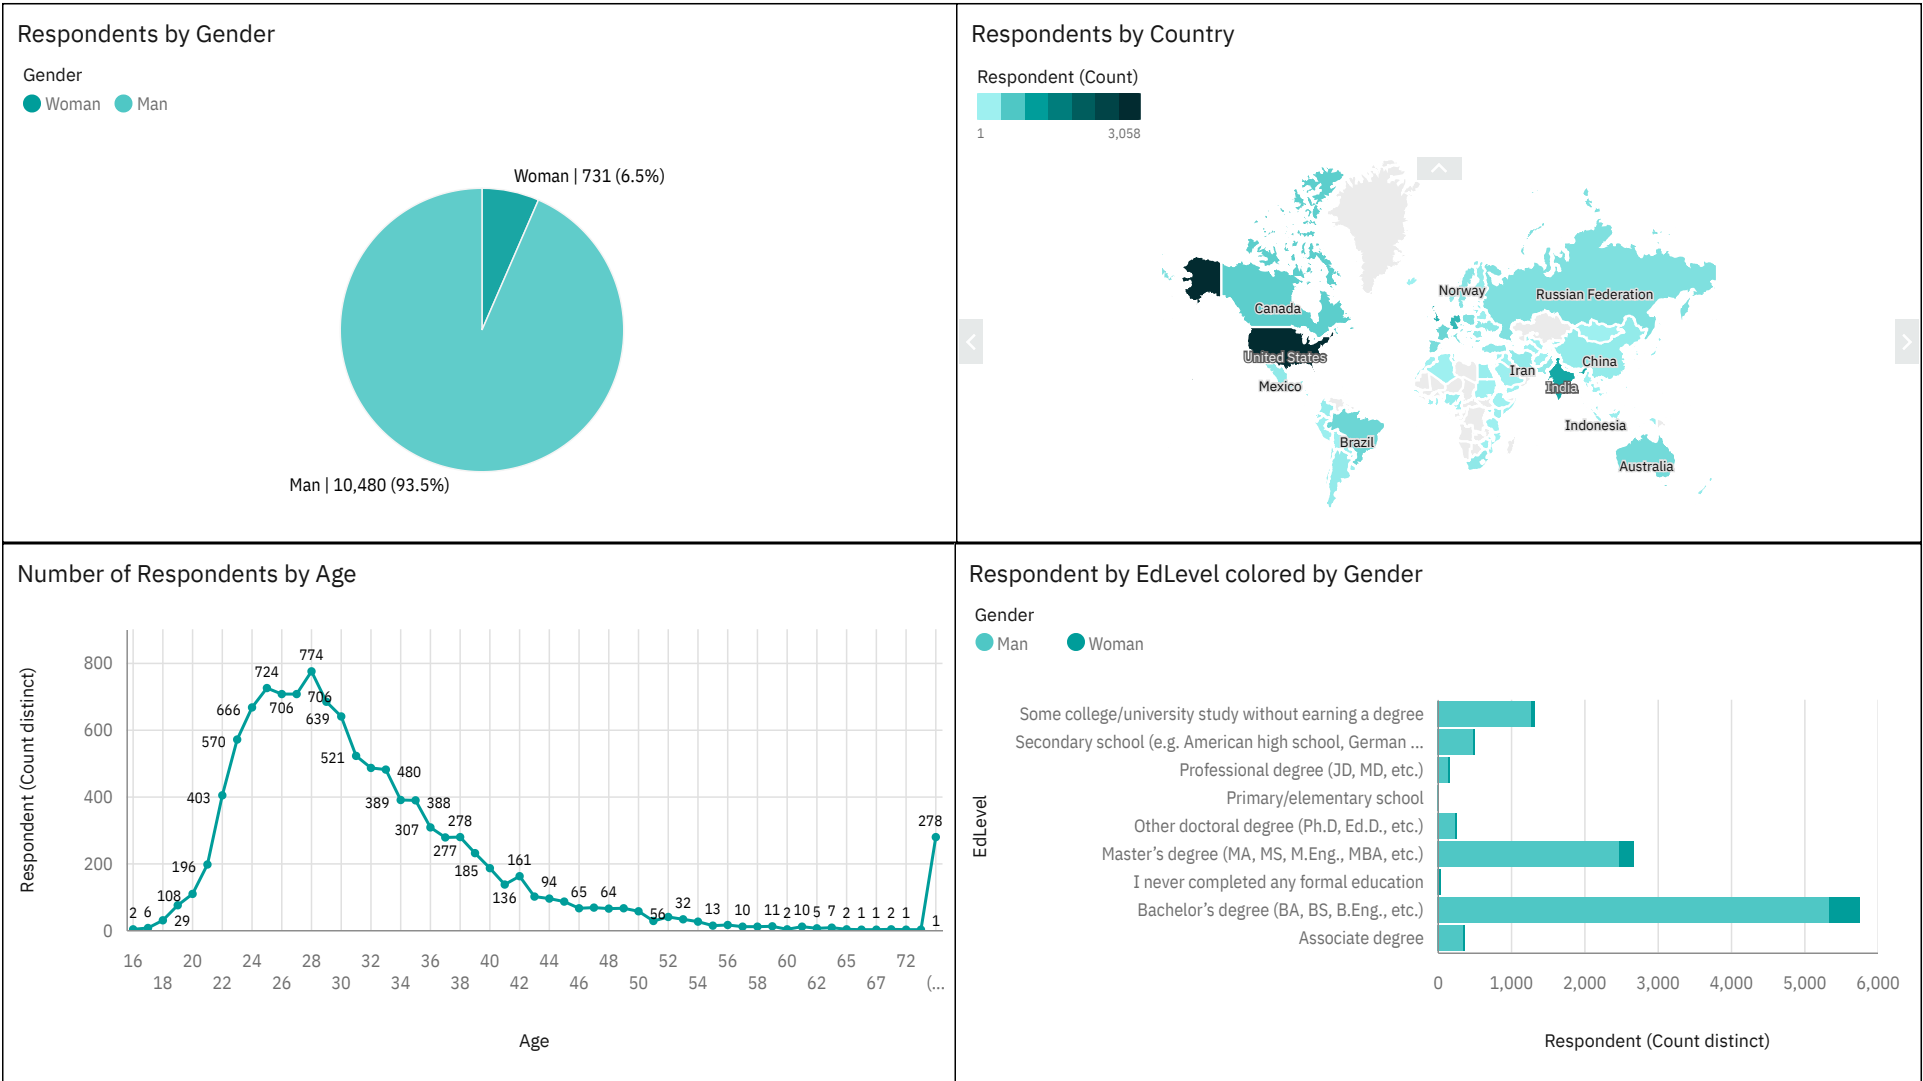 Respondents by Gender
Gender
Woman Man
Woman | 731 (6.5%)
Man | 10,480 (93.5%)
Respondents by Country
Respondent (Count)
1 3,058
Norway
Russian Federation
Canada
United States
China
Iran
India
Mexico
Indonesia
Brazil
Australia
Number of Respondents by Age
Respondent (Count distinct)
800
600
400
200
0
774
724
706
706
666
639
570
521
480
403
389
388
307
278
277
278
196
185
161
136
108
94
65
64
56
32
29
13
10
11
2
10
5
7
2
1
1
2
1
1
2
6
16 20 24 28 32 36 40 44 48 52 56 60 65 72
18 22 26 30 34 38 42 46 50 54 58 62 67 (...
Age
Respondent by EdLevel colored by Gender
Gender
Man Woman
EdLevel
Some college/university study without earning a degree
Secondary school (e.g. American high school, German ...
Professional degree (JD, MD, etc.)
Primary/elementary school
Other doctoral degree (Ph.D, Ed.D., etc.)
Master’s degree (MA, MS, M.Eng., MBA, etc.)
I never completed any formal education
Bachelor’s degree (BA, BS, B.Eng., etc.)
Associate degree
0 1,000 2,000 3,000 4,000 5,000 6,000
Respondent (Count distinct)